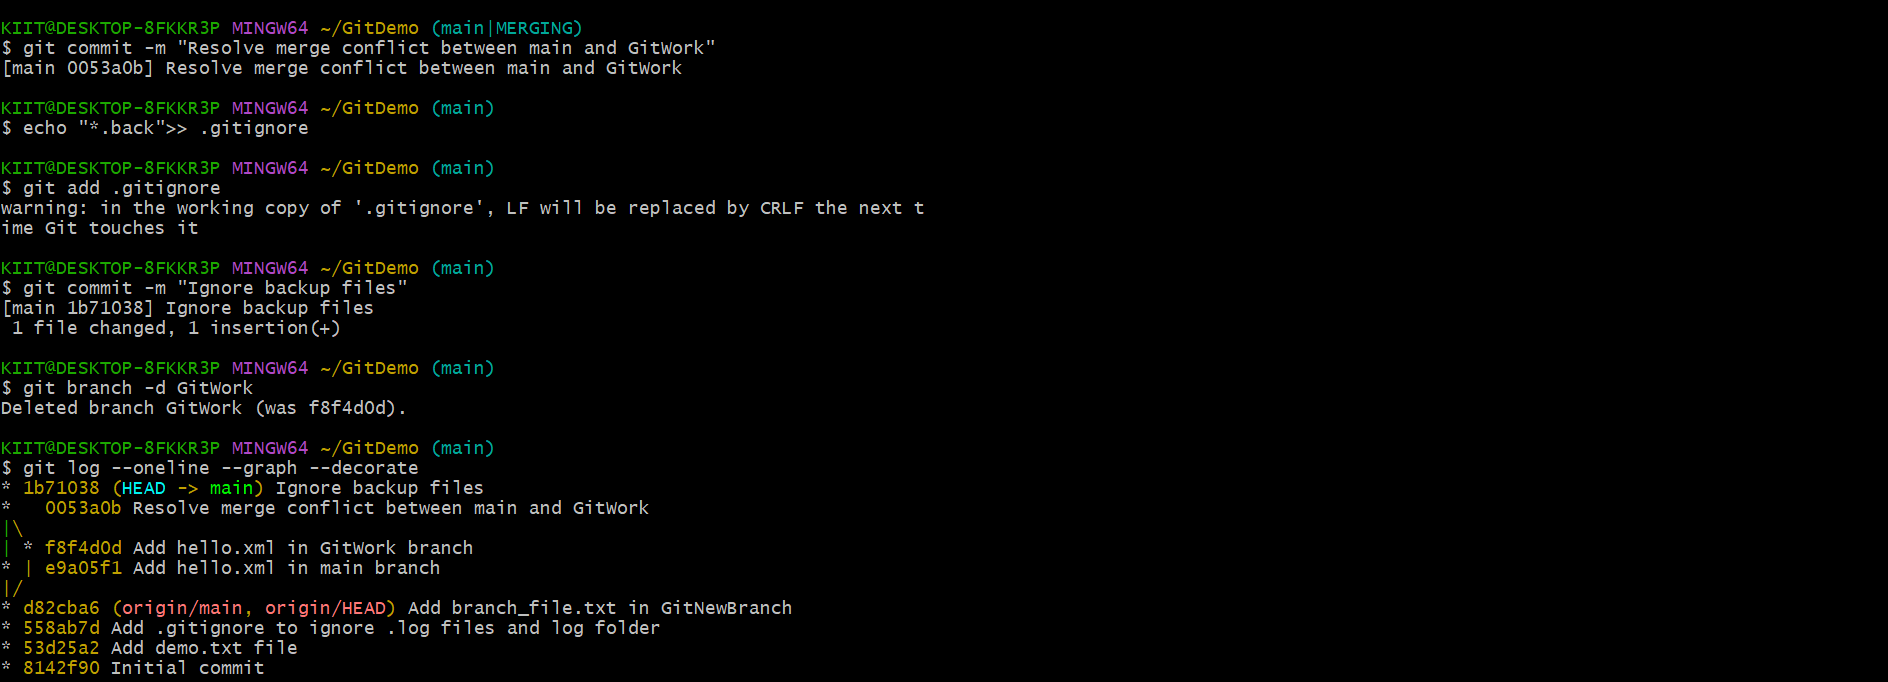 KIIT@DESKTOP-8FKKR3P MINGW64 ~/GitDemo (main|MERGING)
$ git commit -m "Resolve merge conflict between main and GitWork"
[main 0053a0b] Resolve merge conflict between main and GitWork

KIIT@DESKTOP-8FKKR3P MINGW64 ~/GitDemo (main)
$ echo "*.back">> .gitignore

KIIT@DESKTOP-8FKKR3P MINGW64 ~/GitDemo (main)
$ git add .gitignore
warning: in the working copy of '.gitignore', LF will be replaced by CRLF the next t
ime Git touches it

KIIT@DESKTOP-8FKKR3P MINGW64 ~/GitDemo (main)
$ git commit -m "Ignore backup files"
[main 1b71038] Ignore backup files
 1 file changed, 1 insertion(+)

KIIT@DESKTOP-8FKKR3P MINGW64 ~/GitDemo (main)
$ git branch -d GitWork
Deleted branch GitWork (was f8f4d0d).

KIIT@DESKTOP-8FKKR3P MINGW64 ~/GitDemo (main)
$ git log --oneline --graph --decorate
* 1b71038 (HEAD -> main) Ignore backup files
*   0053a0b Resolve merge conflict between main and GitWork
|\
| * f8f4d0d Add hello.xml in GitWork branch
* | e9a05f1 Add hello.xml in main branch
|/
* d82cba6 (origin/main, origin/HEAD) Add branch_file.txt in GitNewBranch
* 558ab7d Add .gitignore to ignore .log files and log folder
* 53d25a2 Add demo.txt file
* 8142f90 Initial commit